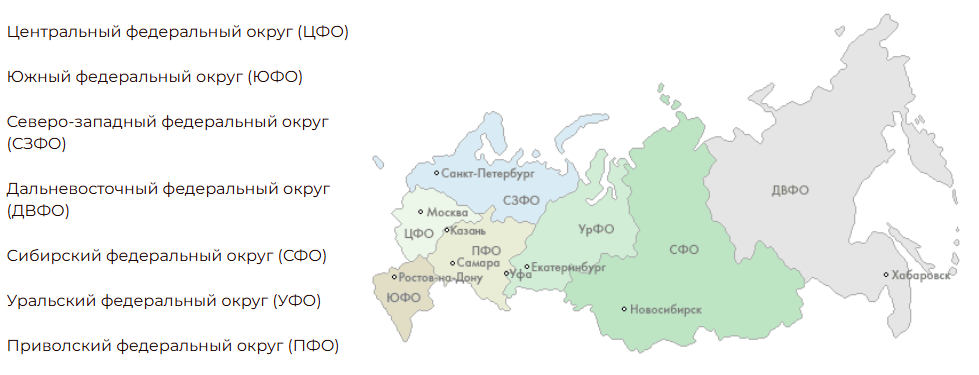 Центральный федеральный округ (ЦФО)
Южный федеральный округ (ЮФО)
Северо-западный федеральный округ
(СЗФО)
Дальневосточный федеральный округ
(ДВФО)
Сибирский федеральный округ (СФО)
Уральский федеральный округ (УФО)
Приволский федеральный округ (ПФО)
Санкт-Петербург
СЗФО
ДВФО
Москва
ЦФО
Казань
УрФО
ПФО
СФО
Самара
Екатеринбург
Уфа
Ростов-на-Дону
Хабаровск
ЮФО
Новосибирск